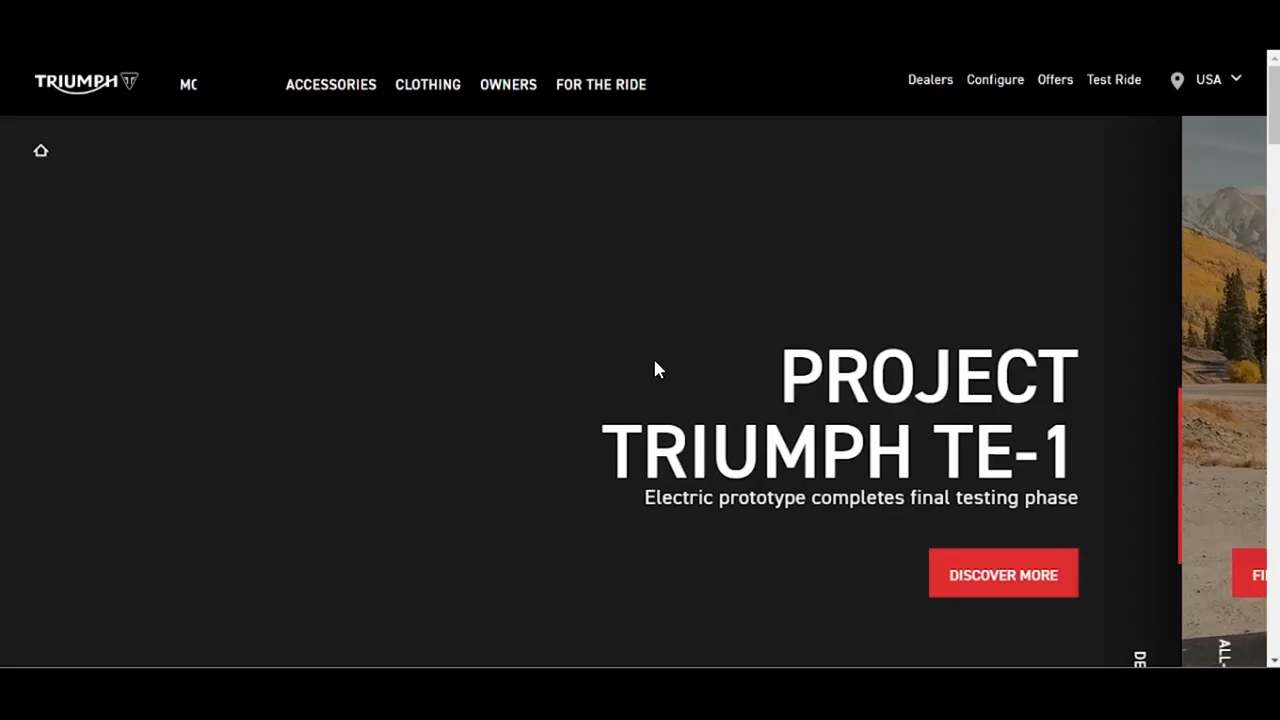 TRIUMPH
MC ACCESSORIES CLOTHING OWNERS FOR THE RIDE
Dealers Configure Offers Test Ride USA
PROJECT
TRIUMPH TE-1
Electric prototype completes final testing phase
DISCOVER MORE